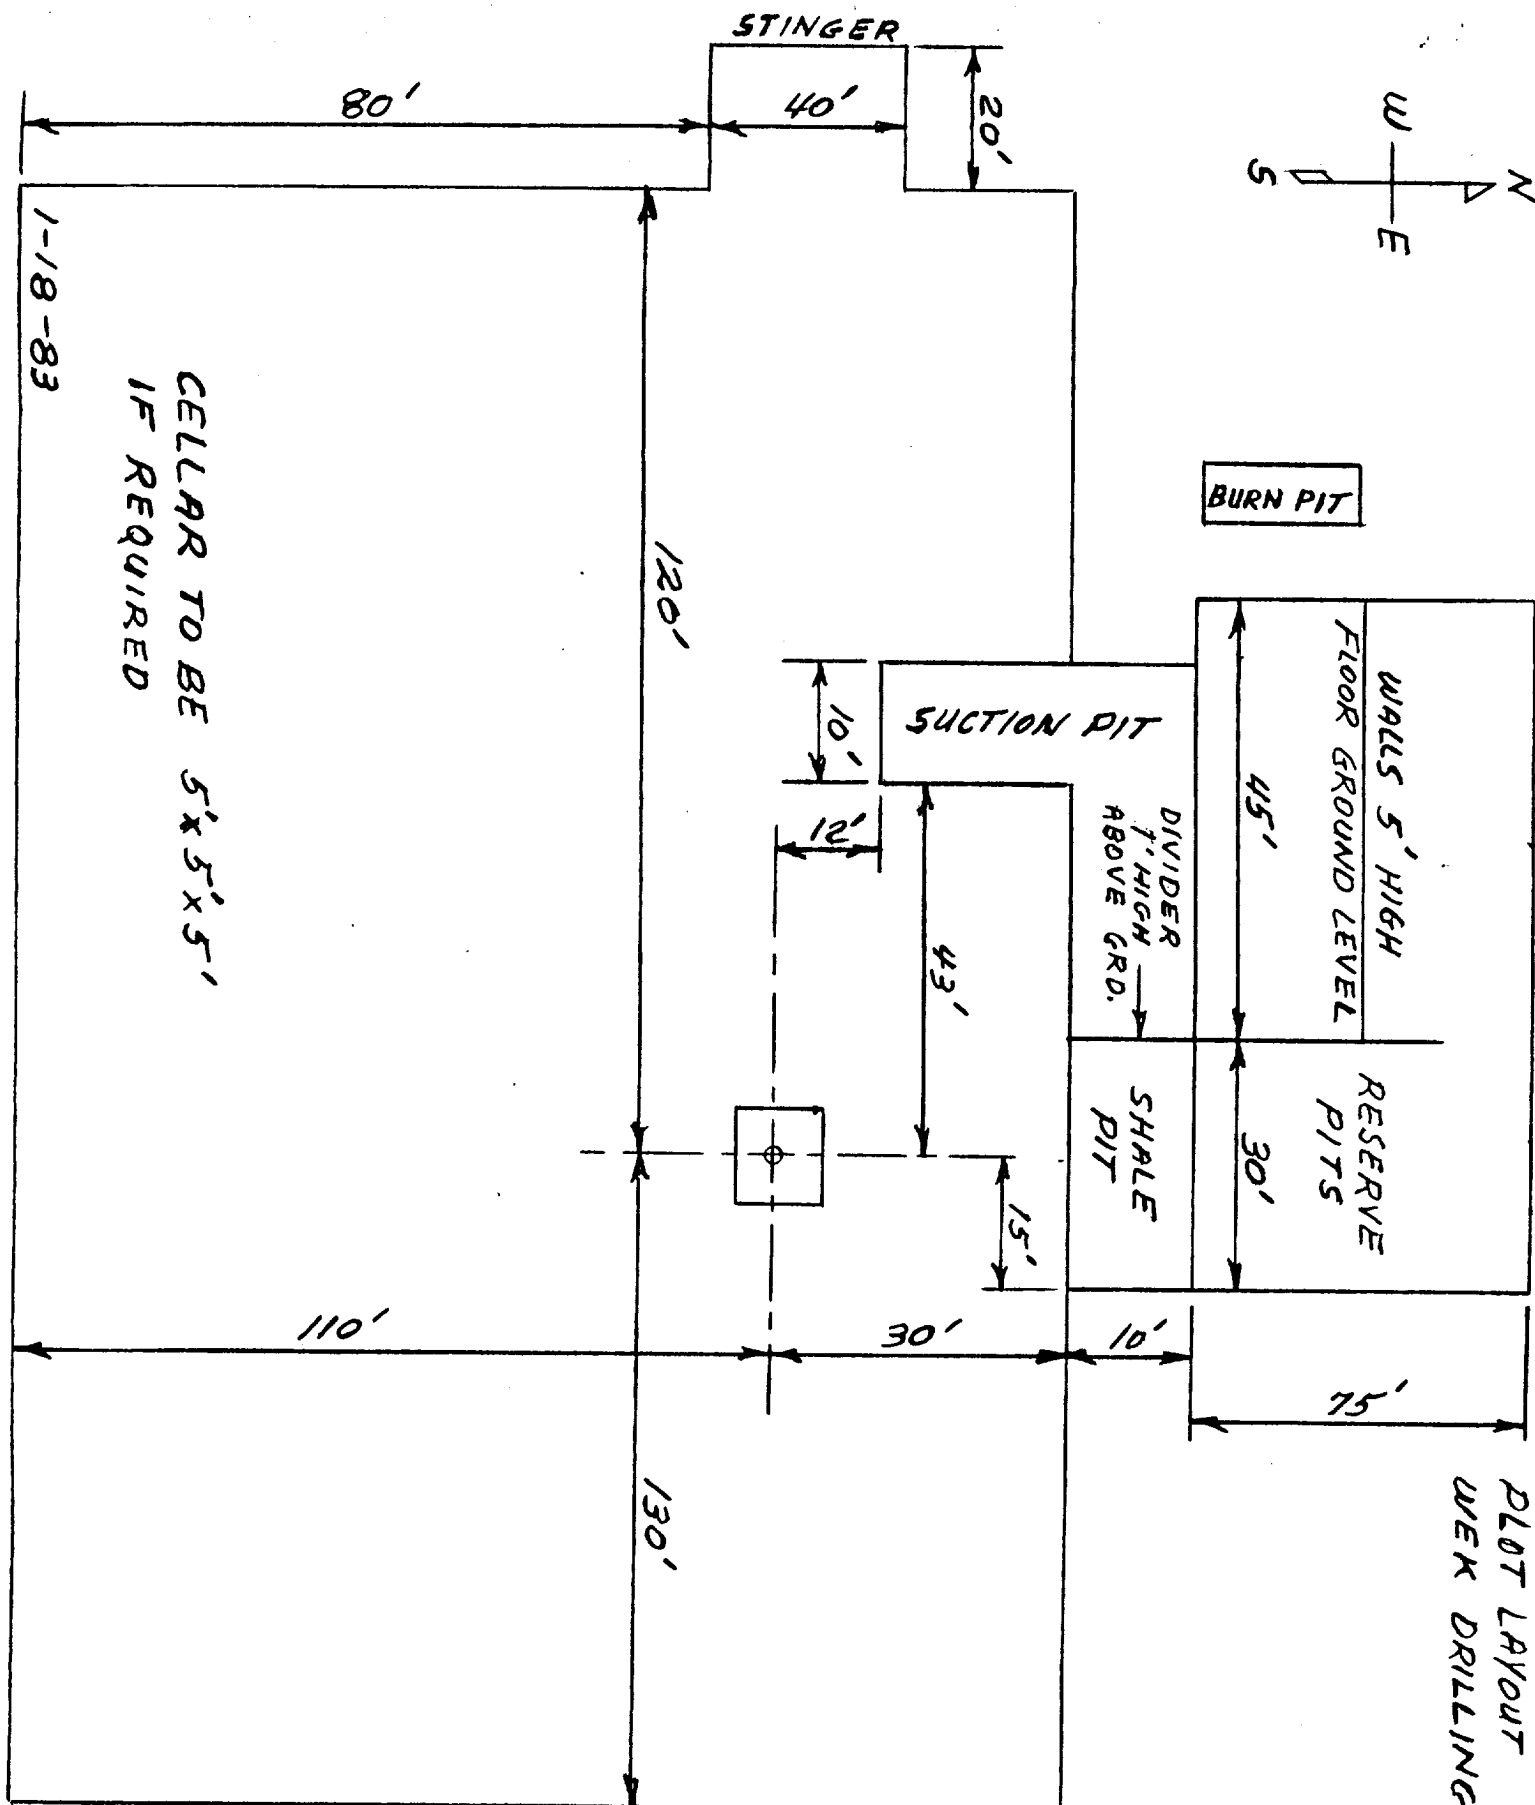 STINGER
80'
40'
20'
N
W
E
S
1-18-83
CELLAR TO BE 5'x5'x5'
IF REQUIRED
BURN PIT
120'
10'
SUCTION PIT
WALLS 5' HIGH
FLOOR GROUND LEVEL
45'
DIVIDER
1' HIGH
ABOVE GRD.
12'
43'
RESERVE
PITS
30'
SHALE
PIT
15'
110'
30'
10'
75'
130'
PLOT LAYOUT
WEK DRILLING